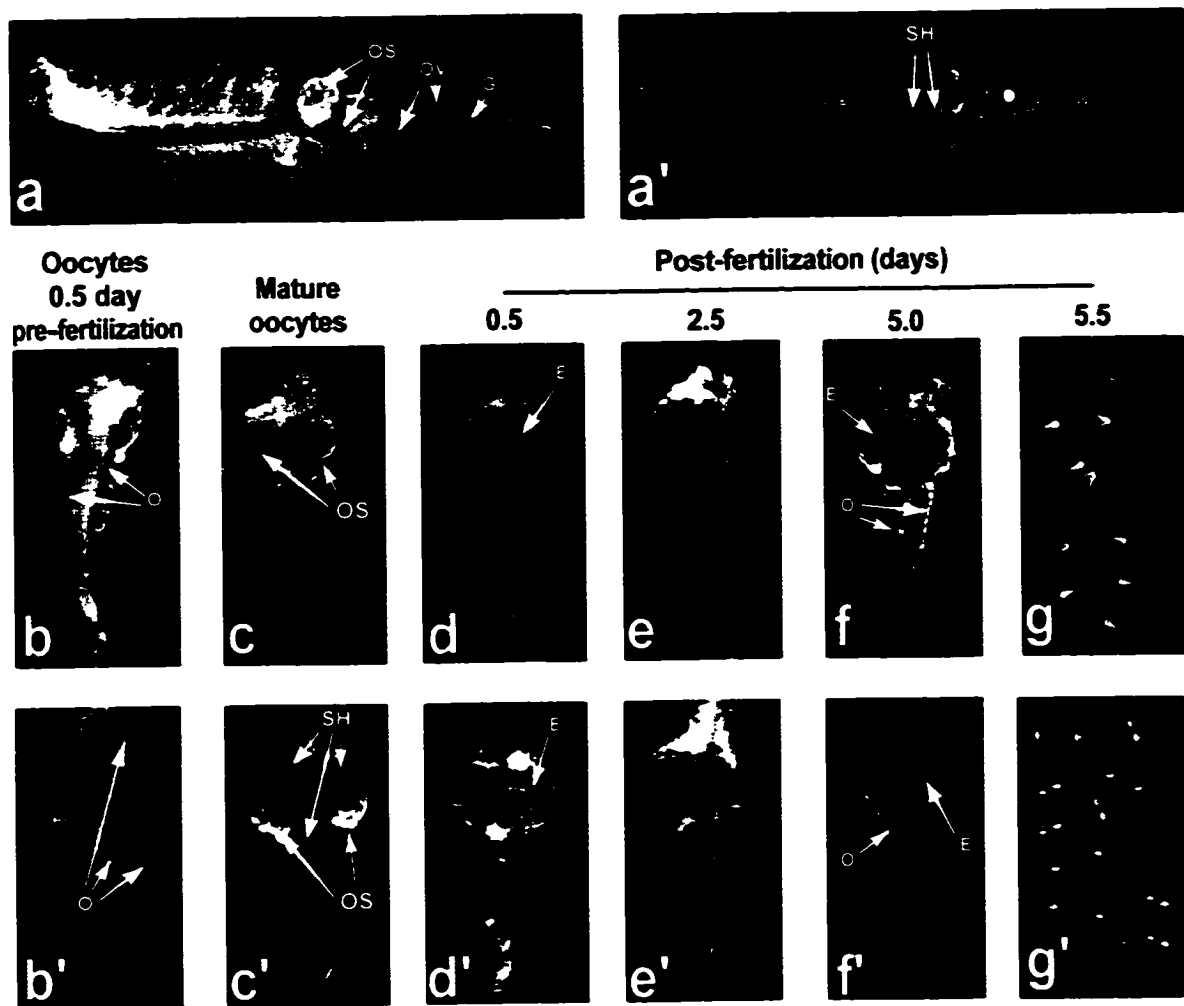 OS
O
a
SH
a'
Oocytes
0.5 day
pre-fertilization
Mature
oocytes
Post-fertilization (days)
0.5
2.5
5.0
5.5
O
b
OS
c
E
d
e
E
O
f
g
O
b'
SH
OS
c'
E
d'
e'
O
E
f'
g'